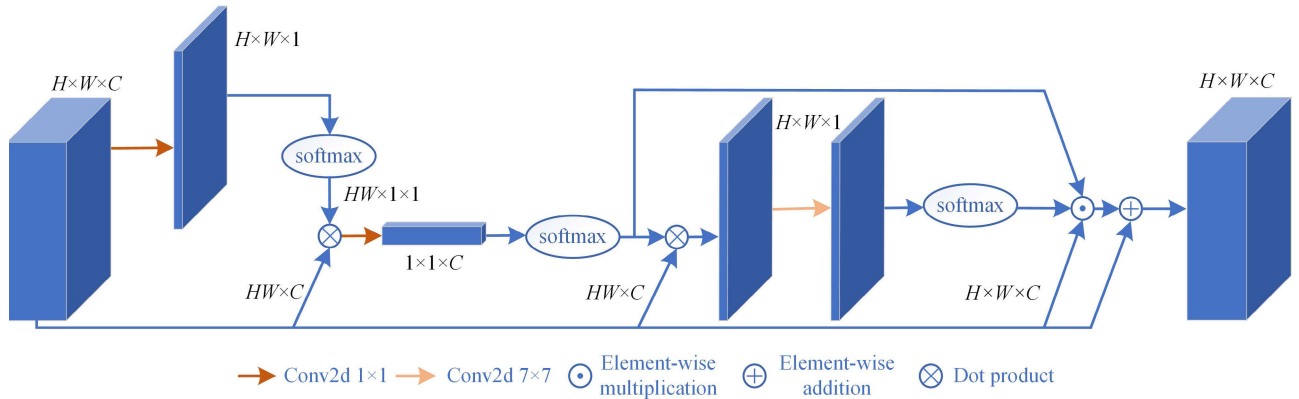 H×W×C
H×W×1
softmax
HW×1×1
HW×C
1×1×C
softmax
HW×C
H×W×1
softmax
H×W×C
H×W×C
Conv2d 1×1
Conv2d 7×7
Element-wise
multiplication
Element-wise
addition
Dot product